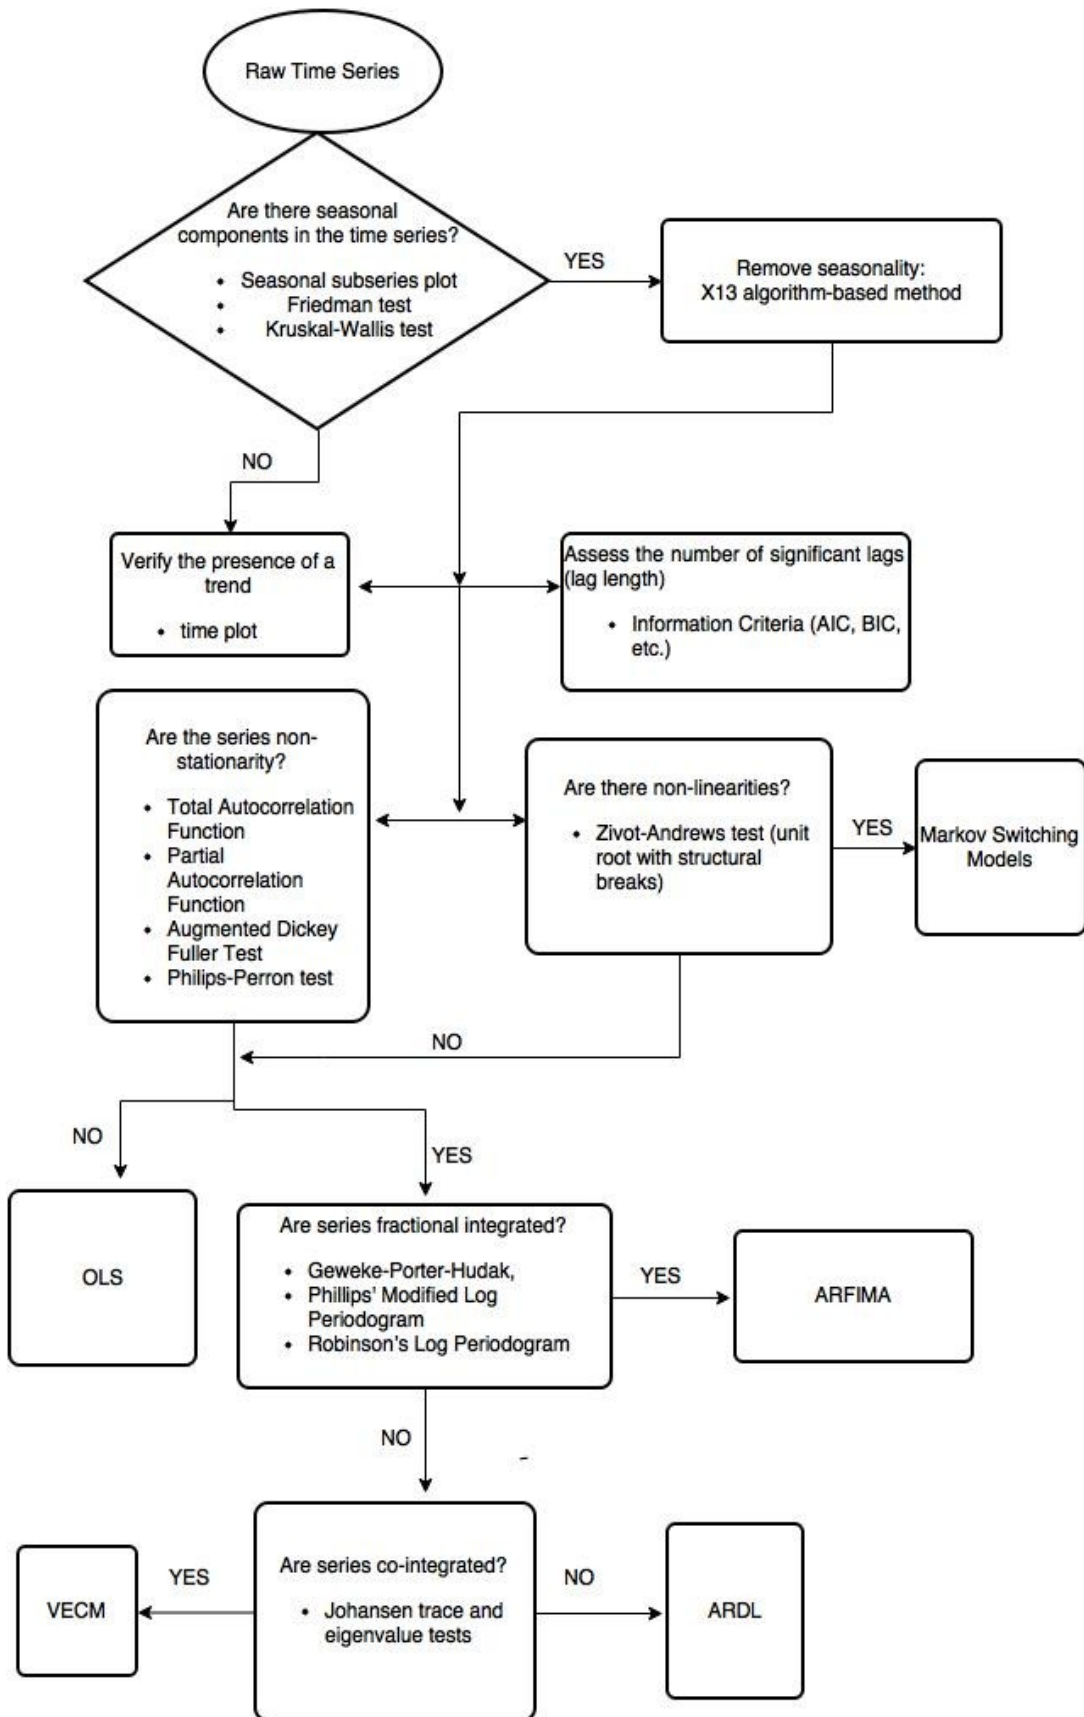 Raw Time Series
Are there seasonal
components in the time series?
• Seasonal subseries plot
• Friedman test
• Kruskal-Wallis test
YES
Remove seasonality:
X13 algorithm-based method
NO
Verify the presence of a
trend
• time plot
Assess the number of significant lags
(lag length)
• Information Criteria (AIC, BIC,
etc.)
Are the series non-
stationarity?
• Total Autocorrelation
Function
• Partial
Autocorrelation
Function
• Augmented Dickey
Fuller Test
• Philips-Perron test
Are there non-linearities?
• Zivot-Andrews test (unit
root with structural
breaks)
YES
Markov Switching
Models
NO
NO
YES
OLS
Are series fractional integrated?
• Geweke-Porter-Hudak,
• Phillips' Modified Log
Periodogram
• Robinson's Log Periodogram
YES
ARFIMA
NO
Are series co-integrated?
• Johansen trace and
eigenvalue tests
YES
VECM
NO
ARDL